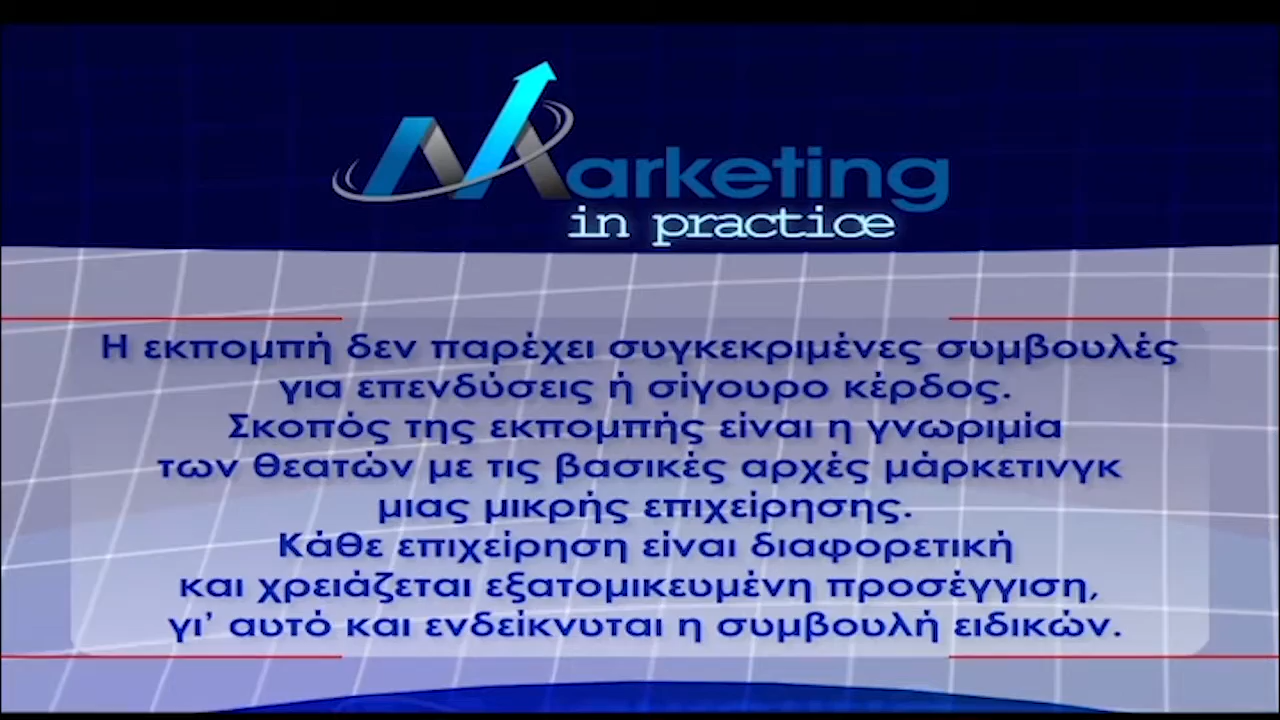 Marketing
in practice
Η εκπομπή δεν παρέχει συγκεκριμένες συμβουλές
για επενδύσεις ή σίγουρο κέρδος.
Σκοπός της εκπομπής είναι η γνωριμία
των θεατών με τις βασικές αρχές μάρκετινγκ
μιας μικρής επιχείρησης.
Κάθε επιχείρηση είναι διαφορετική
και χρειάζεται εξατομικευμένη προσέγγιση,
γι' αυτό και ενδείκνυται η συμβουλή ειδικών.